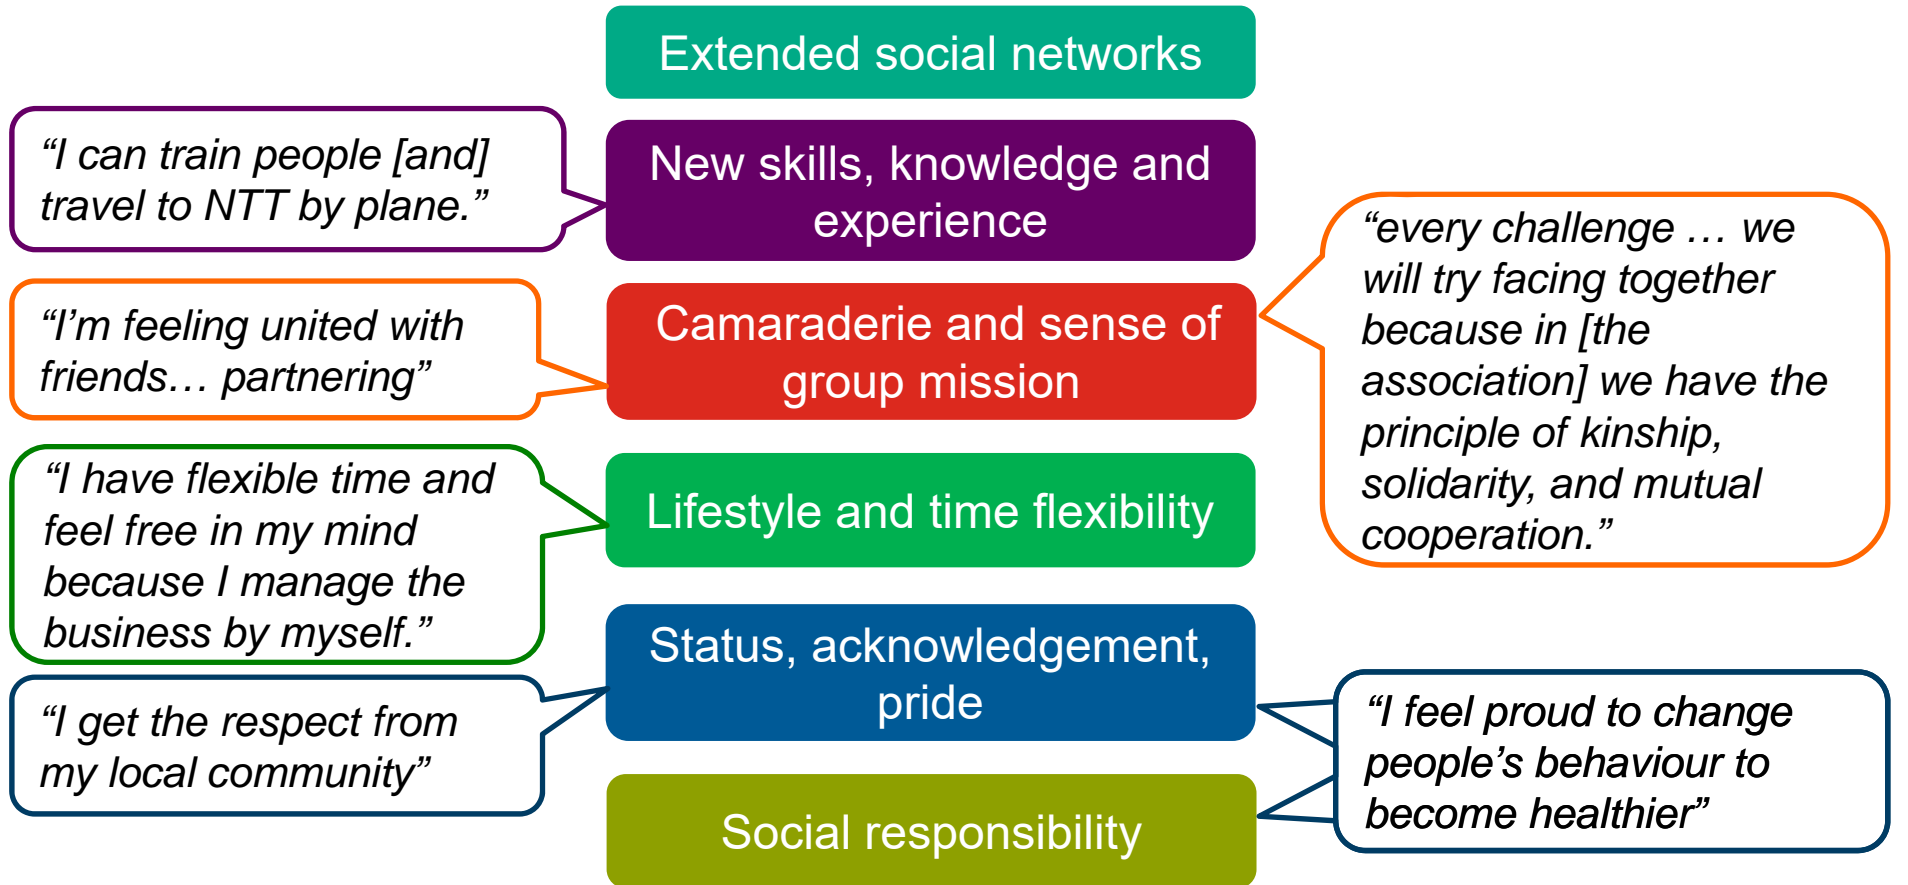 Extended social networks
“I can train people [and]
travel to NTT by plane.”
New skills, knowledge and
experience
“I’m feeling united with
friends… partnering”
Camaraderie and sense of
group mission
“every challenge … we
will try facing together
because in [the
association] we have the
principle of kinship,
solidarity, and mutual
cooperation.”
“I have flexible time and
feel free in my mind
because I manage the
business by myself.”
Lifestyle and time flexibility
Status, acknowledgement,
pride
“I get the respect from
my local community”
“I feel proud to change
people’s behaviour to
become healthier”
Social responsibility